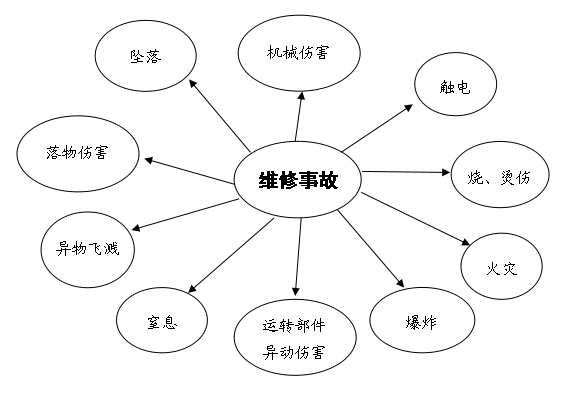 坠落
机械伤害
触电
落物伤害
维修事故
烧、烫伤
异物飞溅
火灾
窒息
运转部件
异动伤害
爆炸